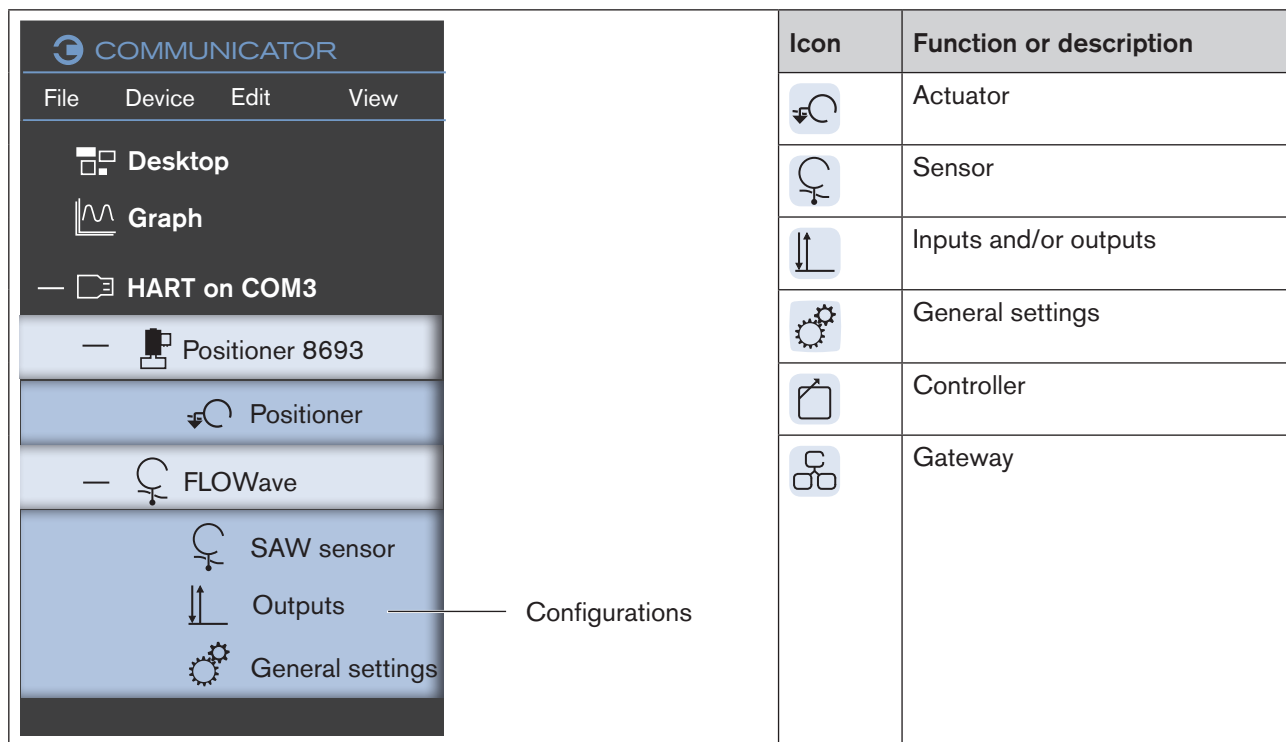 COMMUNICATOR
File Device Edit View
Desktop
Graph
HART on COM3
Positioner 8693
Positioner
FLOWave
SAW sensor
Outputs
General settings
Configurations
Icon Function or description
Actuator
Sensor
Inputs and/or outputs
General settings
Controller
Gateway